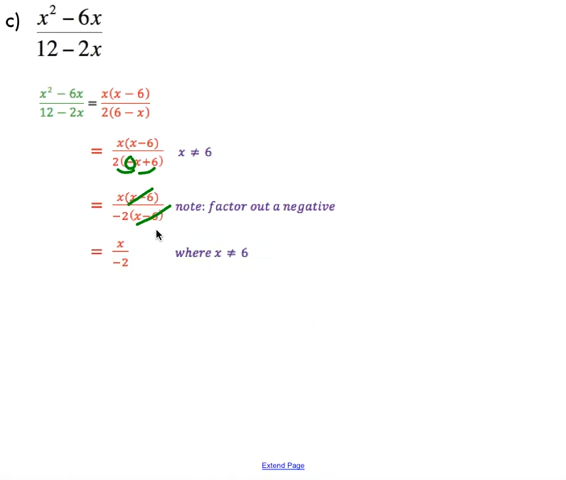 c) x² – 6x / 12 – 2x
x² – 6x / 12 – 2x = x(x – 6) / 2(6 – x)
= x(x–6) / 2(–x+6) x ≠ 6
= x(x–6) / –2(x–6) note: factor out a negative
= x / –2 where x ≠ 6
Extend Page